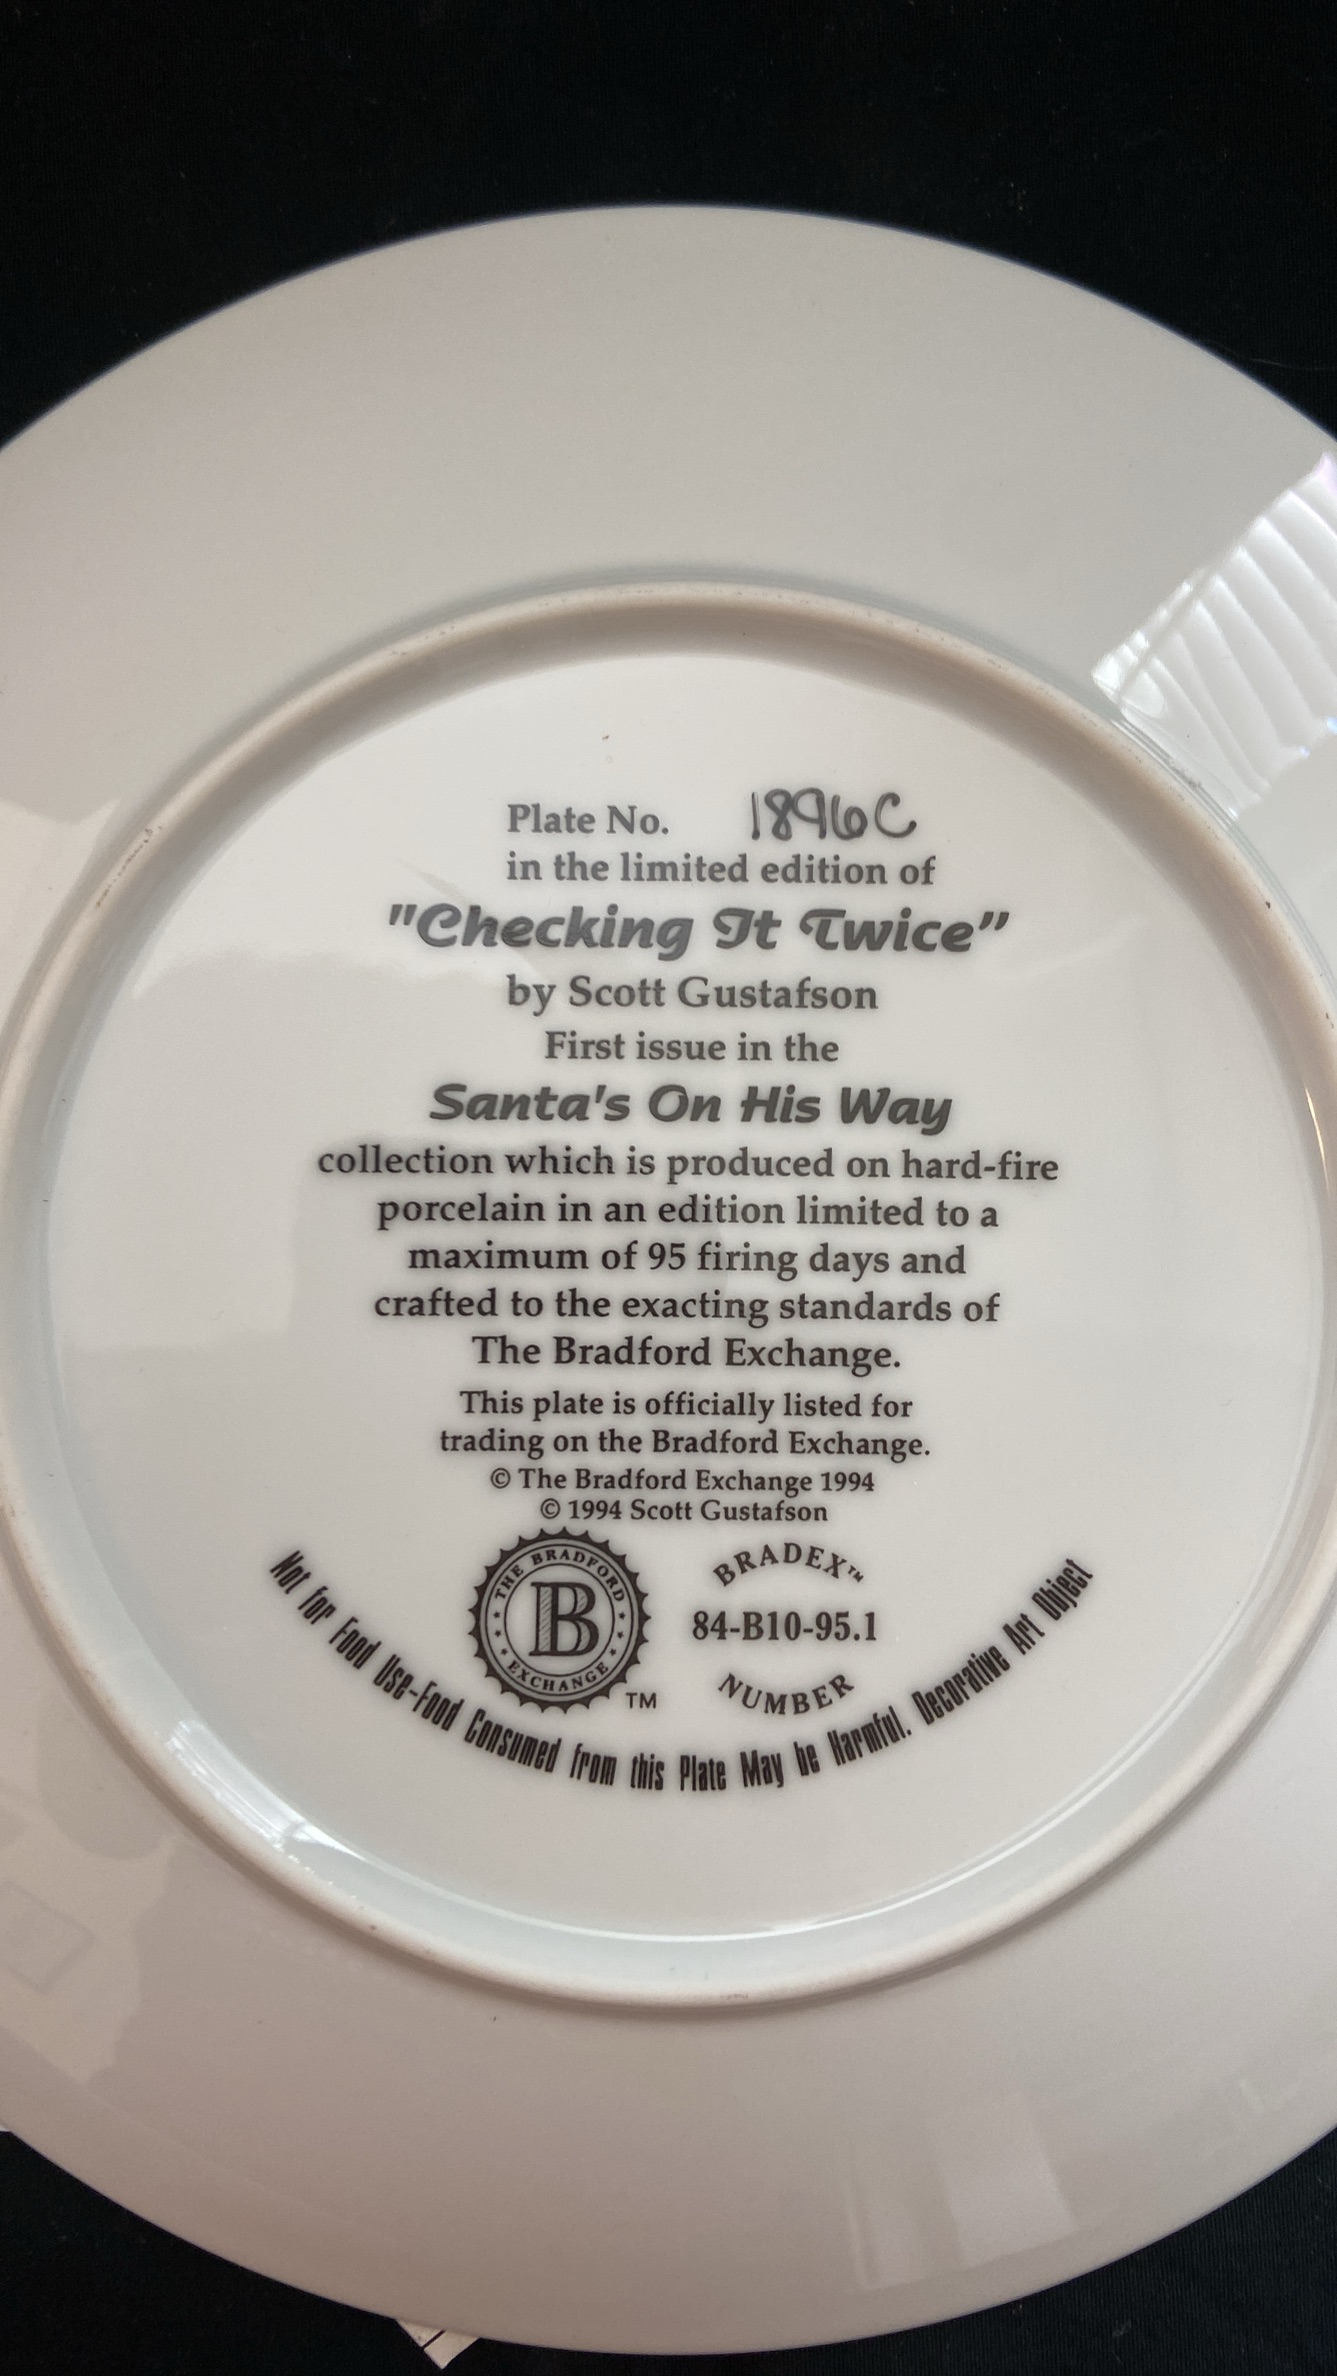 Plate No. 1896C
in the limited edition of
"Checking It Twice"
by Scott Gustafson
First issue in the
Santa's On His Way
collection which is produced on hard-fire
porcelain in an edition limited to a
maximum of 95 firing days and
crafted to the exacting standards of
The Bradford Exchange.
This plate is officially listed for
trading on the Bradford Exchange.
© The Bradford Exchange 1994
© 1994 Scott Gustafson
THE BRADFORD
B
EXCHANGE
TM
BRADEX™
84-B10-95.1
NUMBER
Not for Food Use-Food Consumed from this Plate May be Harmful. Decorative Art Object